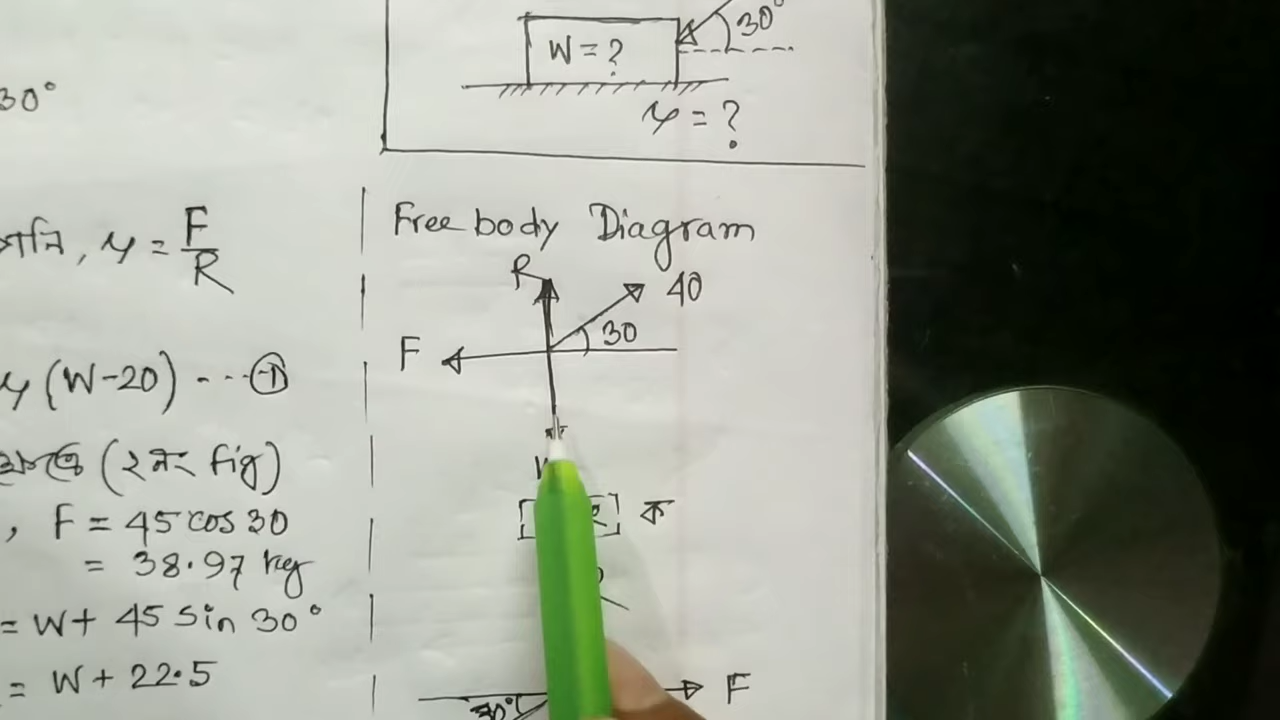 30°
W = ?
30°
μ = ?
μ = F/R
μ (W-20) ---①
(২নং fig)
, F = 45 cos 30
= 38.97 kg
= W + 45 Sin 30°
= W + 22.5
Free body Diagram
R
40
30
F
F
30°